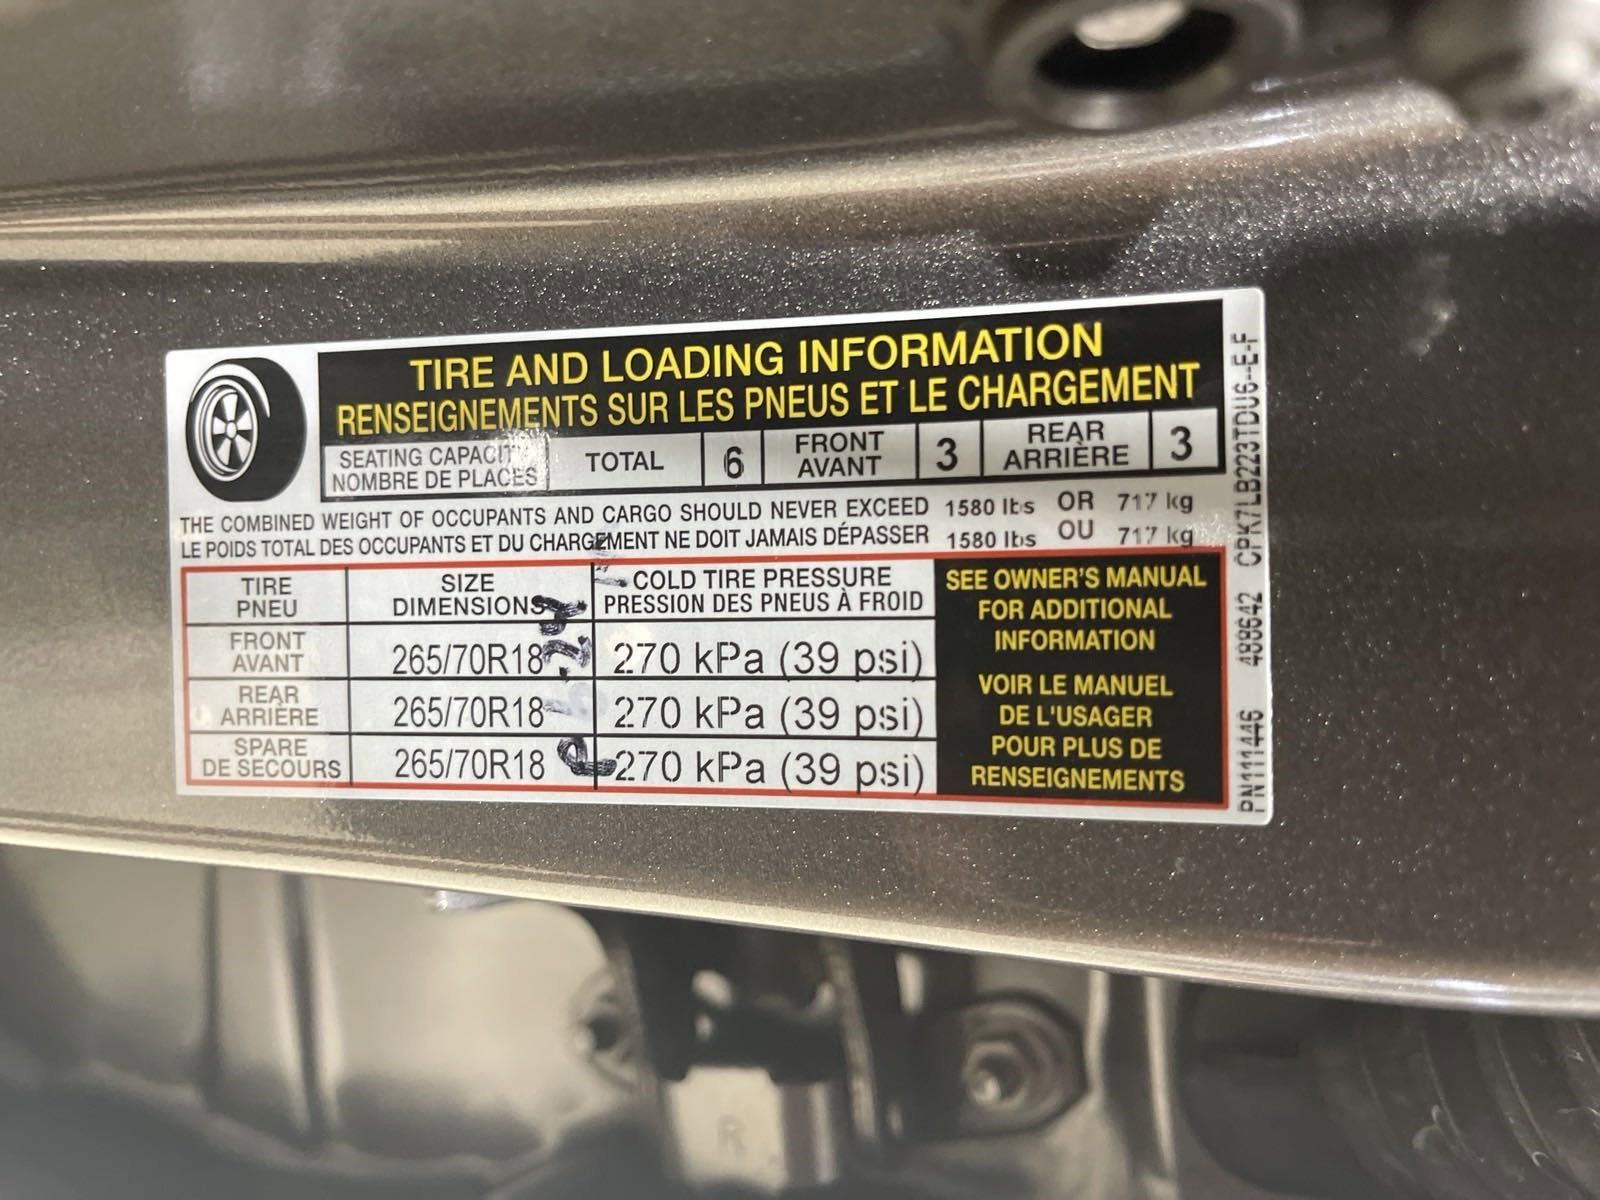 TIRE AND LOADING INFORMATION
RENSEIGNEMENTS SUR LES PNEUS ET LE CHARGEMENT
SEATING CAPACITY TOTAL 6 FRONT 3 REAR 3
NOMBRE DE PLACES AVANT ARRIÈRE
THE COMBINED WEIGHT OF OCCUPANTS AND CARGO SHOULD NEVER EXCEED 1580 lbs OR 717 kg
LE POIDS TOTAL DES OCCUPANTS ET DU CHARGEMENT NE DOIT JAMAIS DÉPASSER 1580 lbs OU 717 kg
TIRE SIZE COLD TIRE PRESSURE
PNEU DIMENSIONS PRESSION DES PNEUS À FROID
FRONT
AVANT 265/70R18 270 kPa (39 psi)
REAR
ARRIÈRE 265/70R18 270 kPa (39 psi)
SPARE
DE SECOURS 265/70R18 270 kPa (39 psi)
SEE OWNER'S MANUAL
FOR ADDITIONAL
INFORMATION
VOIR LE MANUEL
DE L'USAGER
POUR PLUS DE
RENSEIGNEMENTS
PN111446 488642 CPK7LB223TDUS--E-F
R